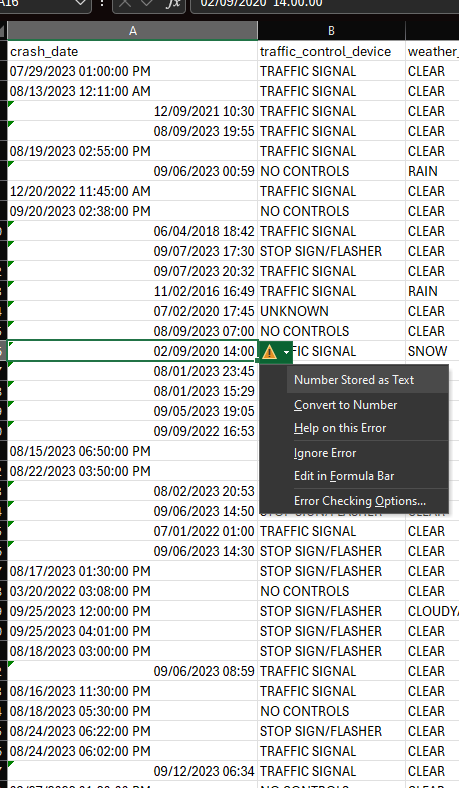 A16 fx 02/09/2020 14:00:00
A B
crash_date traffic_control_device weather_
07/29/2023 01:00:00 PM TRAFFIC SIGNAL CLEAR
08/13/2023 12:11:00 AM TRAFFIC SIGNAL CLEAR
12/09/2021 10:30 TRAFFIC SIGNAL CLEAR
08/09/2023 19:55 TRAFFIC SIGNAL CLEAR
08/19/2023 02:55:00 PM TRAFFIC SIGNAL CLEAR
09/06/2023 00:59 NO CONTROLS RAIN
12/20/2022 11:45:00 AM TRAFFIC SIGNAL CLEAR
09/20/2023 02:38:00 PM NO CONTROLS CLEAR
06/04/2018 18:42 TRAFFIC SIGNAL CLEAR
09/07/2023 17:30 STOP SIGN/FLASHER CLEAR
09/07/2023 20:32 TRAFFIC SIGNAL CLEAR
11/02/2016 16:49 TRAFFIC SIGNAL RAIN
07/02/2020 17:45 UNKNOWN CLEAR
08/09/2023 07:00 NO CONTROLS CLEAR
02/09/2020 14:00 FIC SIGNAL SNOW
08/01/2023 23:45 CLEAR
Number Stored as Text
08/01/2023 15:29 CLEAR
Convert to Number
09/05/2023 19:05 CLEAR
Help on this Error
09/09/2022 16:53 CLEAR
Ignore Error
08/15/2023 06:50:00 PM CLEAR
08/22/2023 03:50:00 PM CLEAR
Edit in Formula Bar
08/02/2023 20:53 CLEAR
Error Checking Options...
09/06/2023 14:50 STOP SIGN/FLASHER CLEAR
07/01/2022 01:00 TRAFFIC SIGNAL CLEAR
09/06/2023 14:30 STOP SIGN/FLASHER CLEAR
08/17/2023 01:30:00 PM STOP SIGN/FLASHER CLEAR
03/20/2022 03:08:00 PM NO CONTROLS CLEAR
09/25/2023 12:00:00 PM STOP SIGN/FLASHER CLOUDY/
09/25/2023 04:01:00 PM STOP SIGN/FLASHER CLEAR
08/18/2023 03:00:00 PM STOP SIGN/FLASHER CLEAR
09/06/2023 08:59 TRAFFIC SIGNAL CLEAR
08/16/2023 11:30:00 PM TRAFFIC SIGNAL CLEAR
08/18/2023 05:30:00 PM NO CONTROLS CLEAR
08/24/2023 06:22:00 PM STOP SIGN/FLASHER CLEAR
08/24/2023 06:02:00 PM TRAFFIC SIGNAL CLEAR
09/12/2023 06:34 TRAFFIC SIGNAL CLEAR